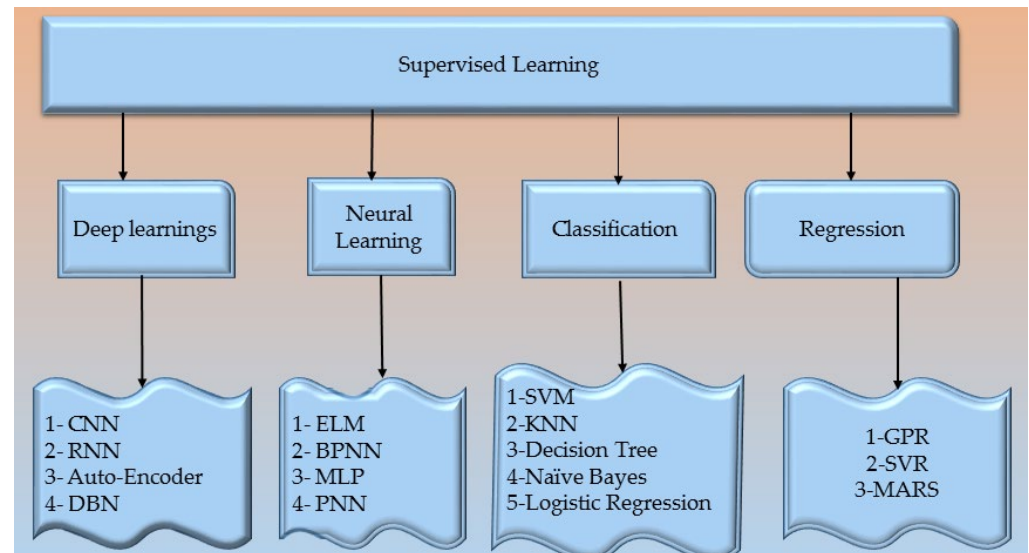 Supervised Learning
Deep learnings
Neural
Learning
Classification
Regression
1- CNN
2- RNN
3- Auto-Encoder
4- DBN
1- ELM
2- BPNN
3- MLP
4- PNN
1-SVM
2-KNN
3-Decision Tree
4-Naïve Bayes
5-Logistic Regression
1-GPR
2-SVR
3-MARS